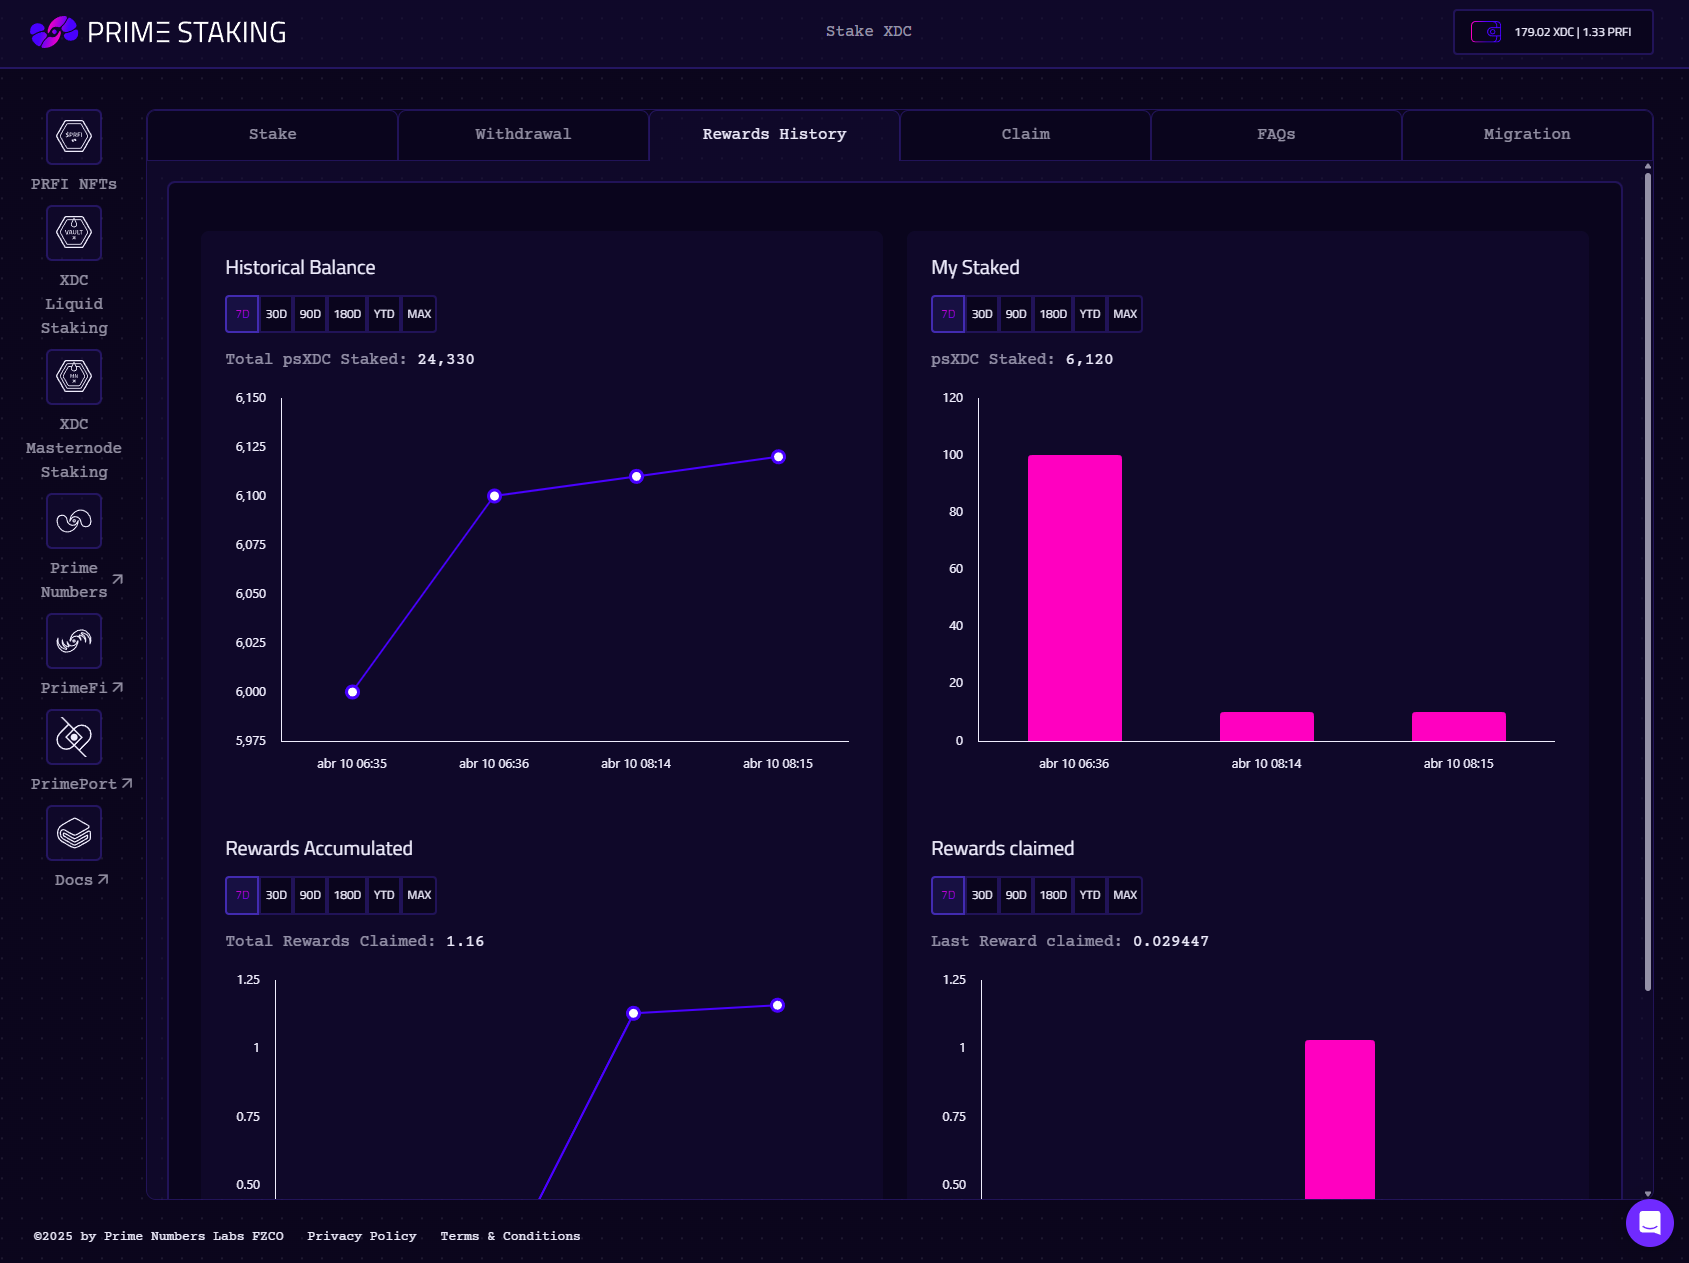 PRIME STAKING
Stake XDC
179.02 XDC | 1.33 PRFI
$PRFI
PRFI NFTs
VAULT
XDC
Liquid
Staking
MN
XDC
Masternode
Staking
Prime
Numbers
PrimeFi
PrimePort
Docs
Stake
Withdrawal
Rewards History
Claim
FAQs
Migration
Historical Balance
7D 30D 90D 180D YTD MAX
Total psXDC Staked: 24,330
6,150
6,125
6,100
6,075
6,050
6,025
6,000
5,975
abr 10 06:35 abr 10 06:36 abr 10 08:14 abr 10 08:15
My Staked
7D 30D 90D 180D YTD MAX
psXDC Staked: 6,120
120
100
80
60
40
20
0
abr 10 06:36 abr 10 08:14 abr 10 08:15
Rewards Accumulated
7D 30D 90D 180D YTD MAX
Total Rewards Claimed: 1.16
1.25
1
0.75
0.50
Rewards claimed
7D 30D 90D 180D YTD MAX
Last Reward claimed: 0.029447
1.25
1
0.75
0.50
©2025 by Prime Numbers Labs FZCO Privacy Policy Terms & Conditions